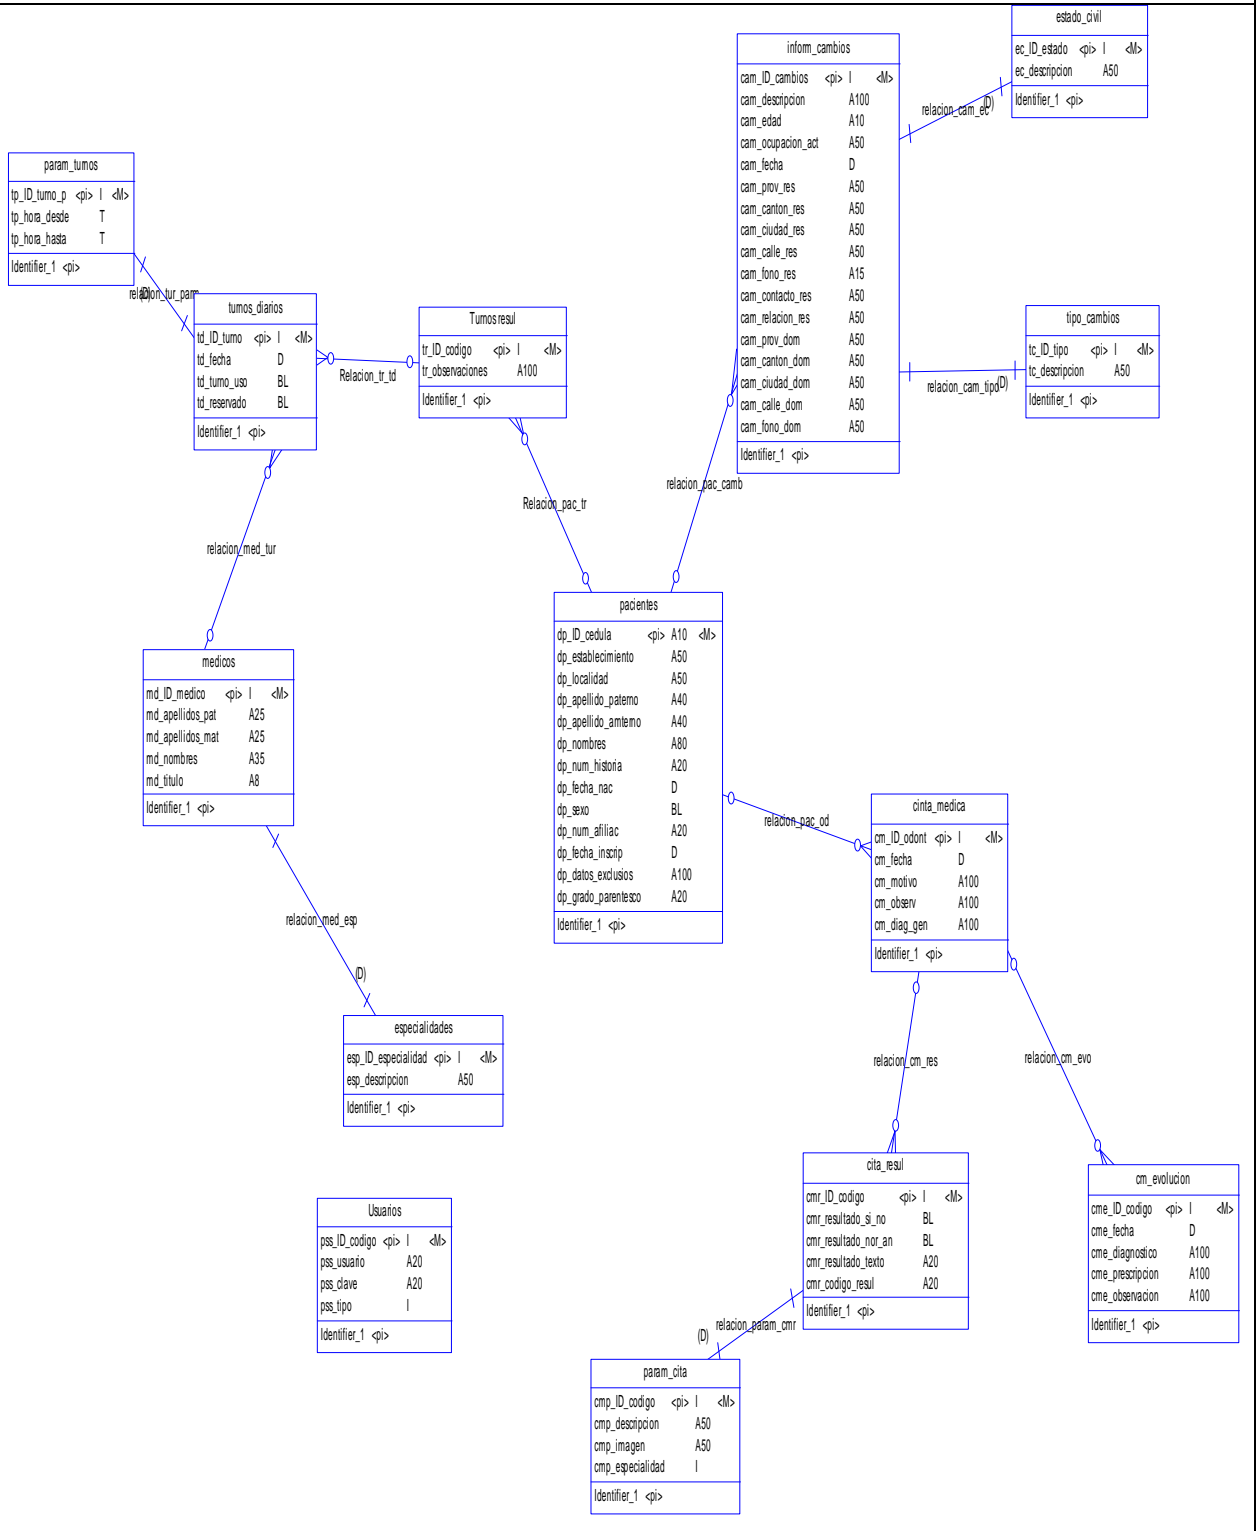 estado_civil
ec_ID_estado <pi> I <M>
ec_descripcion A50
Identifier_1 <pi>
inform_cambios
cam_ID_cambios <pi> I <M>
cam_descripcion A100
cam_edad A10
cam_ocupacion_act A50
cam_fecha D
cam_prov_res A50
cam_canton_res A50
cam_ciudad_res A50
cam_calle_res A50
cam_fono_res A15
cam_contacto_res A50
cam_relacion_res A50
cam_prov_dom A50
cam_canton_dom A50
cam_ciudad_dom A50
cam_calle_dom A50
cam_fono_dom A50
Identifier_1 <pi>
relacion_cam_ec
(D)
param_turnos
tp_ID_turno_p <pi> I <M>
tp_hora_desde T
tp_hora_hasta T
Identifier_1 <pi>
relacion_tur_parm
(D)
turnos_diarios
td_ID_turno <pi> I <M>
td_fecha D
td_turno_uso BL
td_reservado BL
Identifier_1 <pi>
Relacion_tr_td
Turnos resul
tr_ID_codigo <pi> I <M>
tr_observaciones A100
Identifier_1 <pi>
tipo_cambios
tc_ID_tipo <pi> I <M>
tc_descripcion A50
Identifier_1 <pi>
relacion_cam_tipo
(D)
relacion_pac_camb
Relacion_pac_tr
relacion_med_tur
pacientes
dp_ID_cedula <pi> A10 <M>
dp_establecimiento A50
dp_localidad A50
dp_apellido_paterno A40
dp_apellido_amterno A40
dp_nombres A80
dp_num_historia A20
dp_fecha_nac D
dp_sexo BL
dp_num_afiliac A20
dp_fecha_inscrip D
dp_datos_exclusios A100
dp_grado_parentesco A20
Identifier_1 <pi>
medicos
md_ID_medico <pi> I <M>
md_apellidos_pat A25
md_apellidos_mat A25
md_nombres A35
md_titulo A8
Identifier_1 <pi>
relacion_pac_od
cinta_medica
cm_ID_odont <pi> I <M>
cm_fecha D
cm_motivo A100
cm_observ A100
cm_diag_gen A100
Identifier_1 <pi>
relacion_med_esp
(D)
especialidades
esp_ID_especialidad <pi> I <M>
esp_descripcion A50
Identifier_1 <pi>
relacion_cm_res
relacion_cm_evo
cita_resul
cmr_ID_codigo <pi> I <M>
cmr_resultado_si_no BL
cmr_resultado_nor_an BL
cmr_resultado_texto A20
cmr_codigo_resul A20
Identifier_1 <pi>
cm_evolucion
cme_ID_codigo <pi> I <M>
cme_fecha D
cme_diagnostico A100
cme_prescripcion A100
cme_observacion A100
Identifier_1 <pi>
Usuarios
pss_ID_codigo <pi> I <M>
pss_usuario A20
pss_clave A20
pss_tipo I
Identifier_1 <pi>
relacion_param_cmr
(D)
param_cita
cmp_ID_codigo <pi> I <M>
cmp_descripcion A50
cmp_imagen A50
cmp_especialidad I
Identifier_1 <pi>